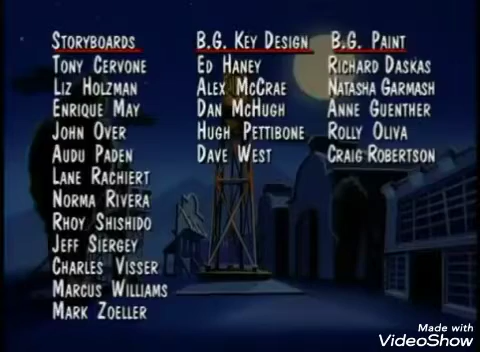 STORYBOARDS
TONY CERVONE
LIZ HOLZMAN
ENRIQUE MAY
JOHN OVER
AUDU PADEN
LANE RACHIERT
NORMA RIVERA
RHOY SHISHIDO
JEFF SIERGEY
CHARLES VISSER
MARCUS WILLIAMS
MARK ZOELLER
B.G. KEY DESIGN
ED HANEY
ALEX MCCRAE
DAN MCHUGH
HUGH PETTIBONE
DAVE WEST
B.G. PAINT
RICHARD DASKAS
NATASHA GARMASH
ANNE GUENTHER
ROLLY OLIVA
CRAIG ROBERTSON
Made with
VideoShow